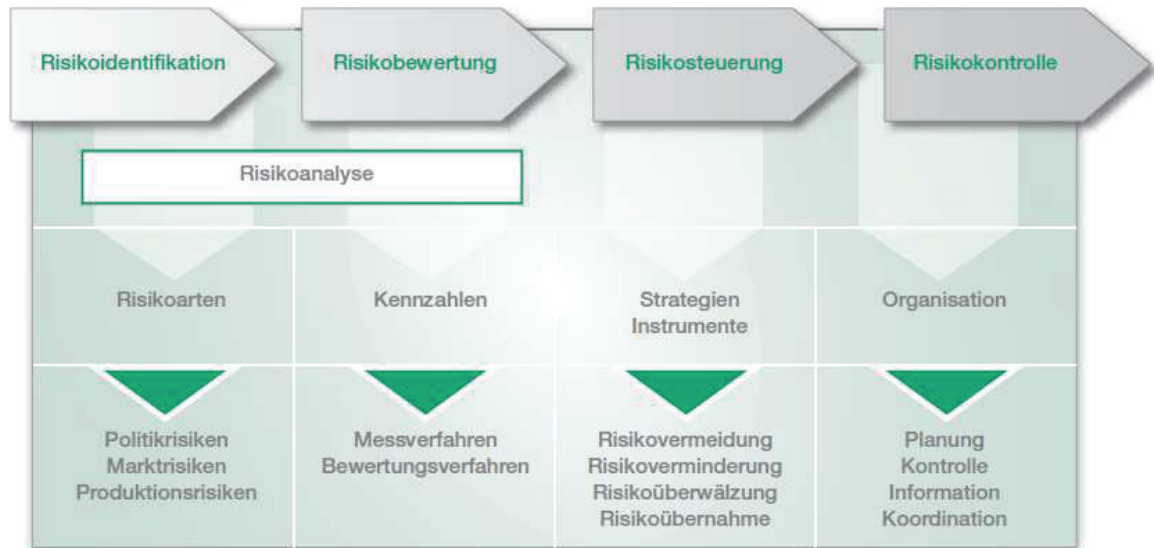 Risikoidentifikation
Risikobewertung
Risikosteuerung
Risikokontrolle
Risikoanalyse
Risikoarten
Kennzahlen
Strategien
Instrumente
Organisation
Politikrisiken
Marktrisiken
Produktionsrisiken
Messverfahren
Bewertungsverfahren
Risikovermeidung
Risikoverminderung
Risikoüberwälzung
Risikoübernahme
Planung
Kontrolle
Information
Koordination